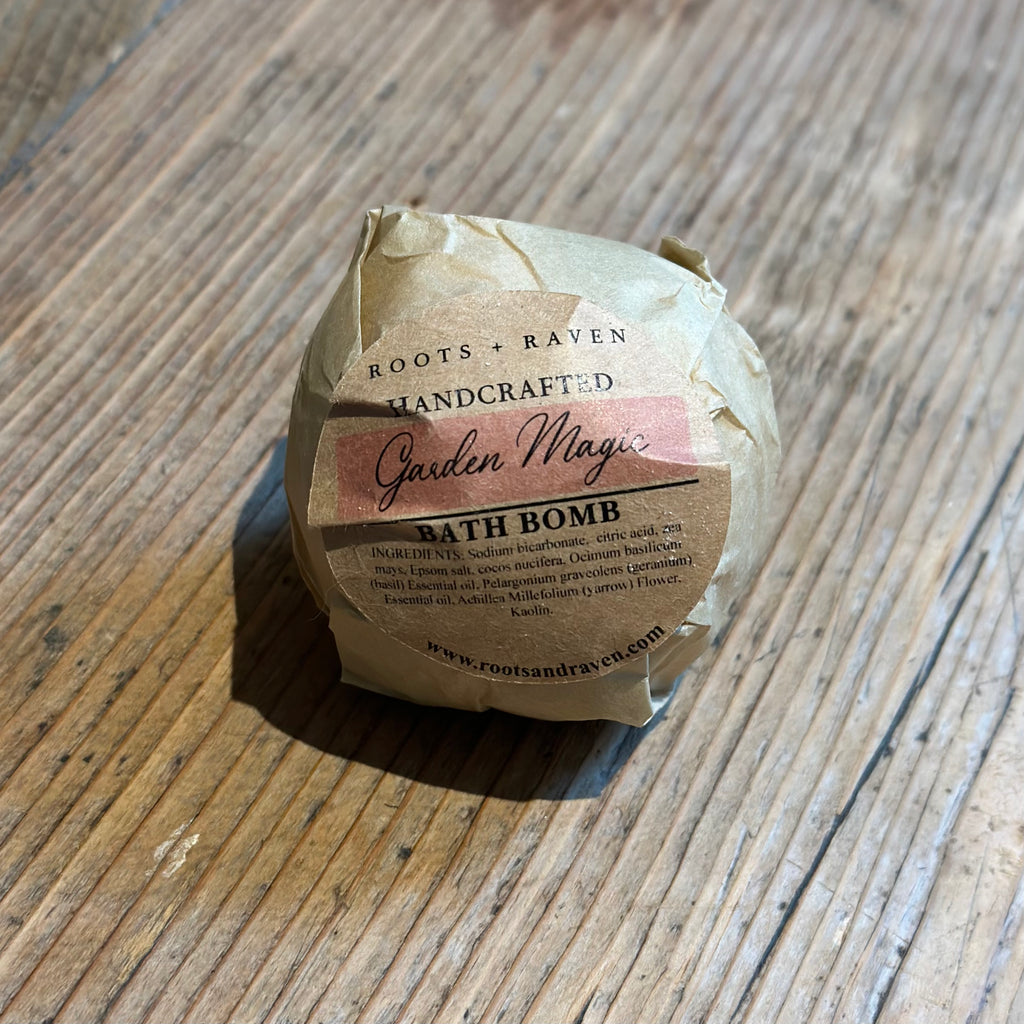 ROOTS + RAVEN
HANDCRAFTED
Garden Magic
BATH BOMB
INGREDIENTS: Sodium bicarbonate, citric acid, zea
mays, Epsom salt, cocos nucifera, Ocimum basilicum
(basil) Essential oil, Pelargonium graveolens (geranium)
Essential oil, Achillea Millefolium (yarrow) Flower,
Kaolin.
www.rootsandraven.com